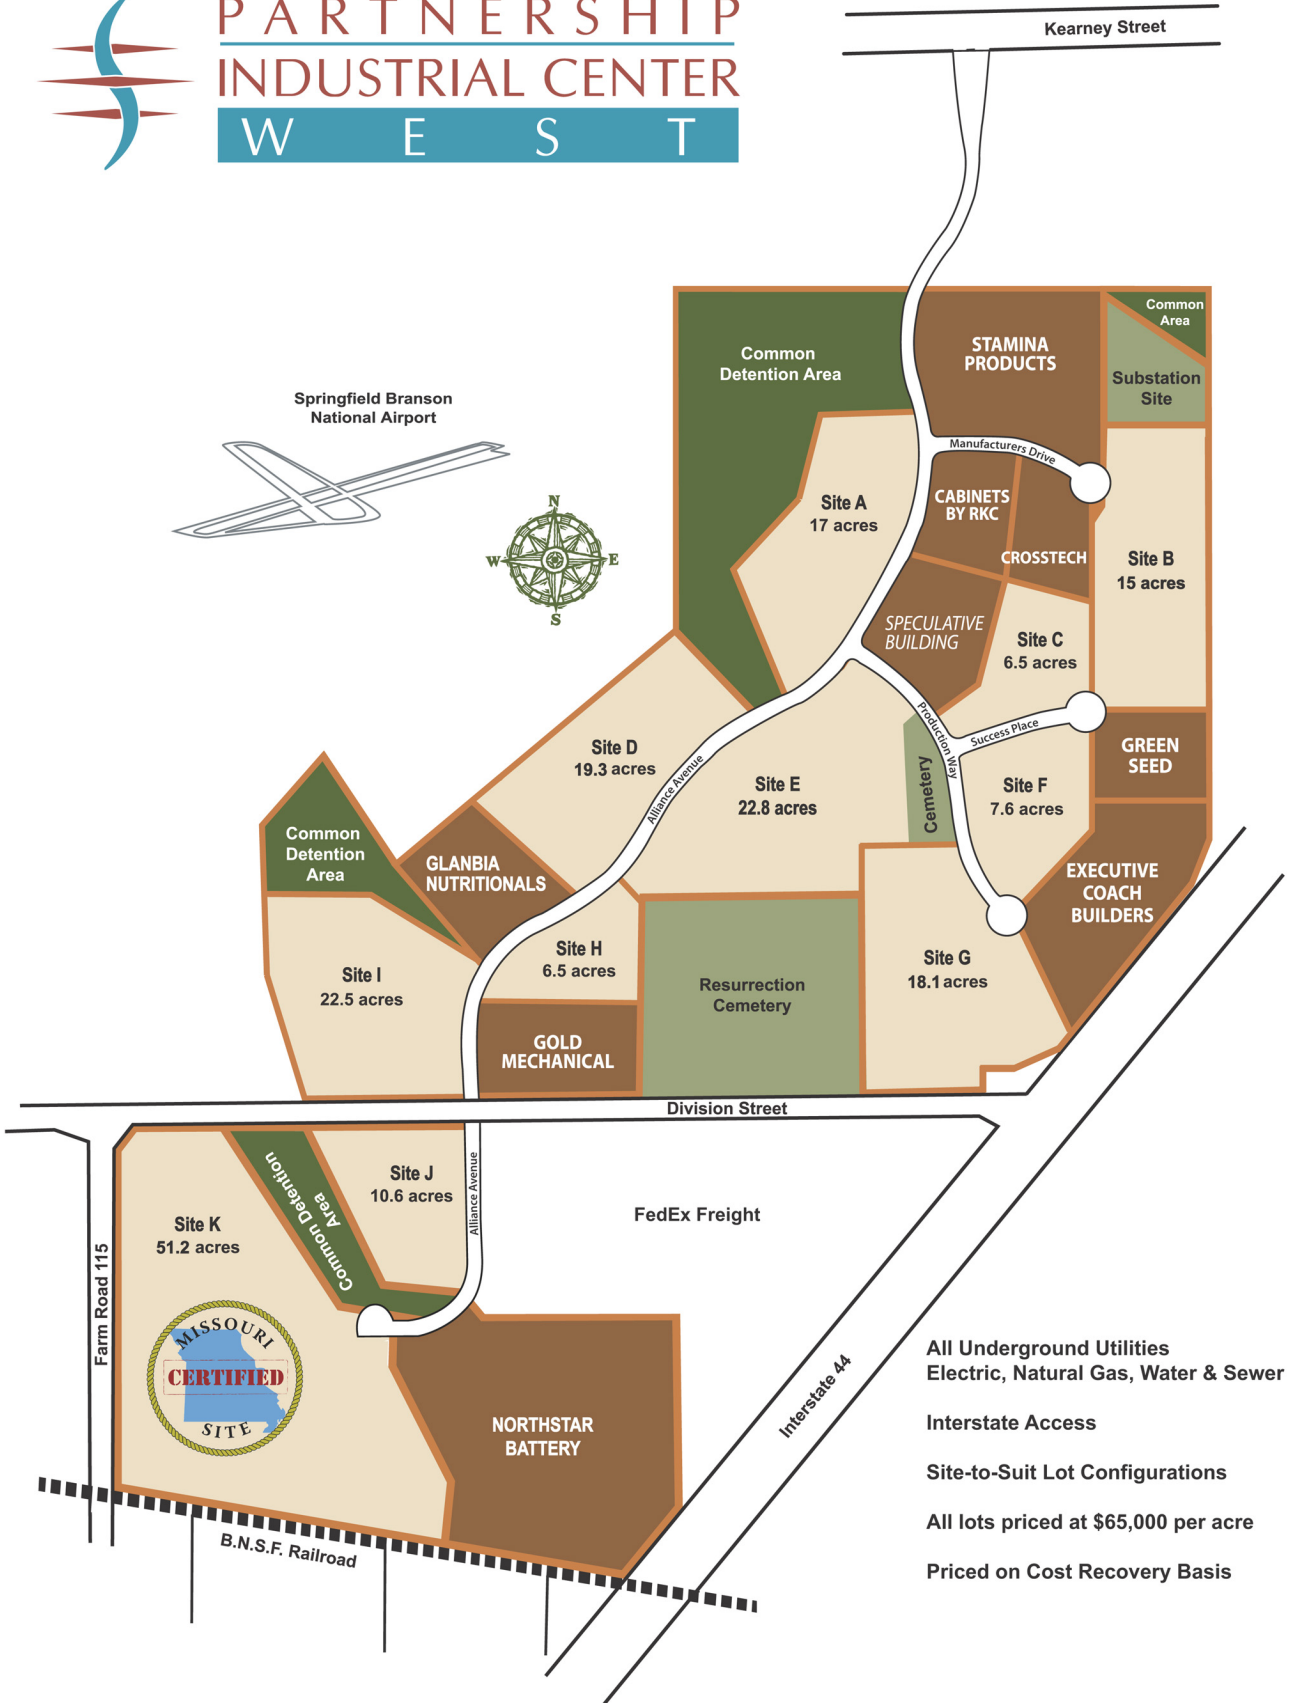 PARTNERSHIP
INDUSTRIAL CENTER
WEST
Kearney Street
Common
Area
STAMINA
PRODUCTS
Common
Detention Area
Substation
Site
Springfield Branson
National Airport
Manufacturers Drive
N
W
E
S
Site A
17 acres
CABINETS
BY RKC
CROSSTECH
Site B
15 acres
SPECULATIVE
BUILDING
Site C
6.5 acres
Production Way
Success Place
GREEN
SEED
Site D
19.3 acres
Alliance Avenue
Site E
22.8 acres
Cemetery
Site F
7.6 acres
Common
Detention
Area
GLANBIA
NUTRITIONALS
EXECUTIVE
COACH
BUILDERS
Site H
6.5 acres
Site G
18.1 acres
Site I
22.5 acres
Resurrection
Cemetery
GOLD
MECHANICAL
Division Street
Common Detention
Area
Site J
10.6 acres
Alliance Avenue
FedEx Freight
Site K
51.2 acres
Farm Road 115
MISSOURI
CERTIFIED
SITE
NORTHSTAR
BATTERY
Interstate 44
B.N.S.F. Railroad
All Underground Utilities
Electric, Natural Gas, Water & Sewer
Interstate Access
Site-to-Suit Lot Configurations
All lots priced at $65,000 per acre
Priced on Cost Recovery Basis